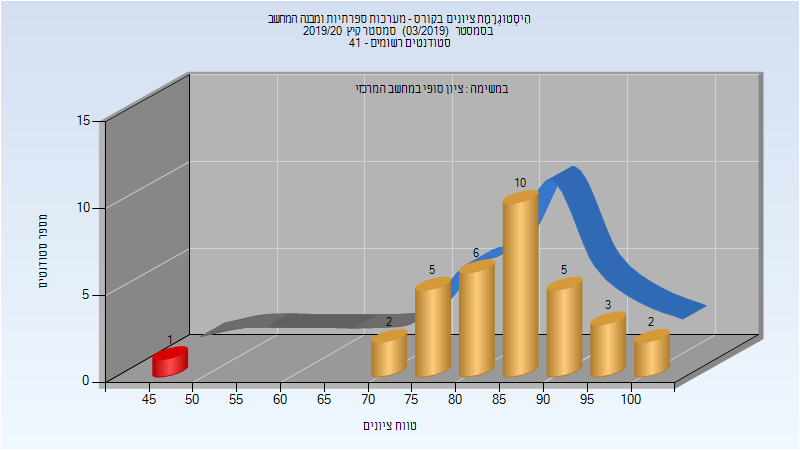 הִיסְטוֹגְרָמַת ציונים בקורס - מערכות ספרתיות ומבנה המחשב
בסמסטר (03/2019) סמסטר קיץ 2019/20
סטודנטים רשומים - 41
במשימה : ציון סופי במחשב המרכזי
15
10
5
0
מספר סטודנטים
1
2
5
6
10
5
3
2
45 50 55 60 65 70 75 80 85 90 95 100
טווח ציונים